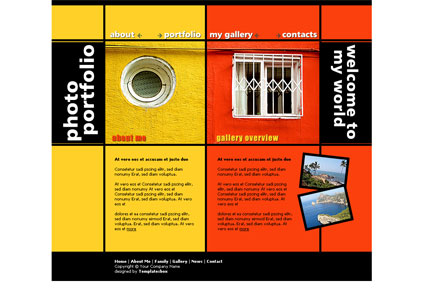 about
portfolio
my gallery
contacts
photo
portfolio
welcome to
my world
about me
gallery overview
At vero eos et accusam et justo duo
Consetetur sadi pscing elitr, sed diam
nonumy Erat, sed diam voluptua.
At vero eos et Consetetur sadi pscing
elitr, sed diam nonumy At vero eos et
Consetetur sadi pscing elitr, sed diam
nonumy Erat, sed diam voluptua. At vero
eos et
dolores et ea consetetur sadi pscing elitr,
sed diam nonumy eirmod Erat, sed diam
voluptua. Erat, sed diam voluptua. At vero
eos et more
At vero eos et accusam et justo duo
Consetetur sadi pscing elitr, sed diam
nonumy Erat, sed diam voluptua.
At vero eos et Consetetur sadi pscing
elitr, sed diam nonumy At vero eos et
Consetetur sadi pscing elitr, sed diam
nonumy Erat, sed diam voluptua. At vero
eos et
dolores et ea consetetur sadi pscing elitr,
sed diam nonumy eirmod Erat, sed diam
voluptua. Erat, sed diam voluptua. At vero
eos et more
Home | About Me | Family | Gallery | News | Contact
Copyright © Your Company Name
designed by Templatesbox